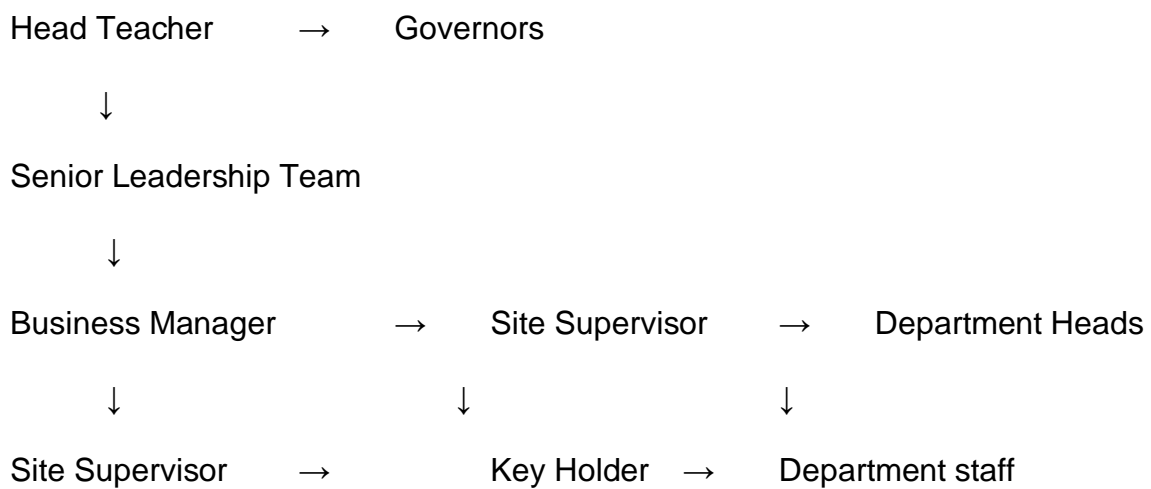 Head Teacher → Governors
↓
Senior Leadership Team
↓
Business Manager → Site Supervisor → Department Heads
↓ ↓ ↓
Site Supervisor → Key Holder → Department staff